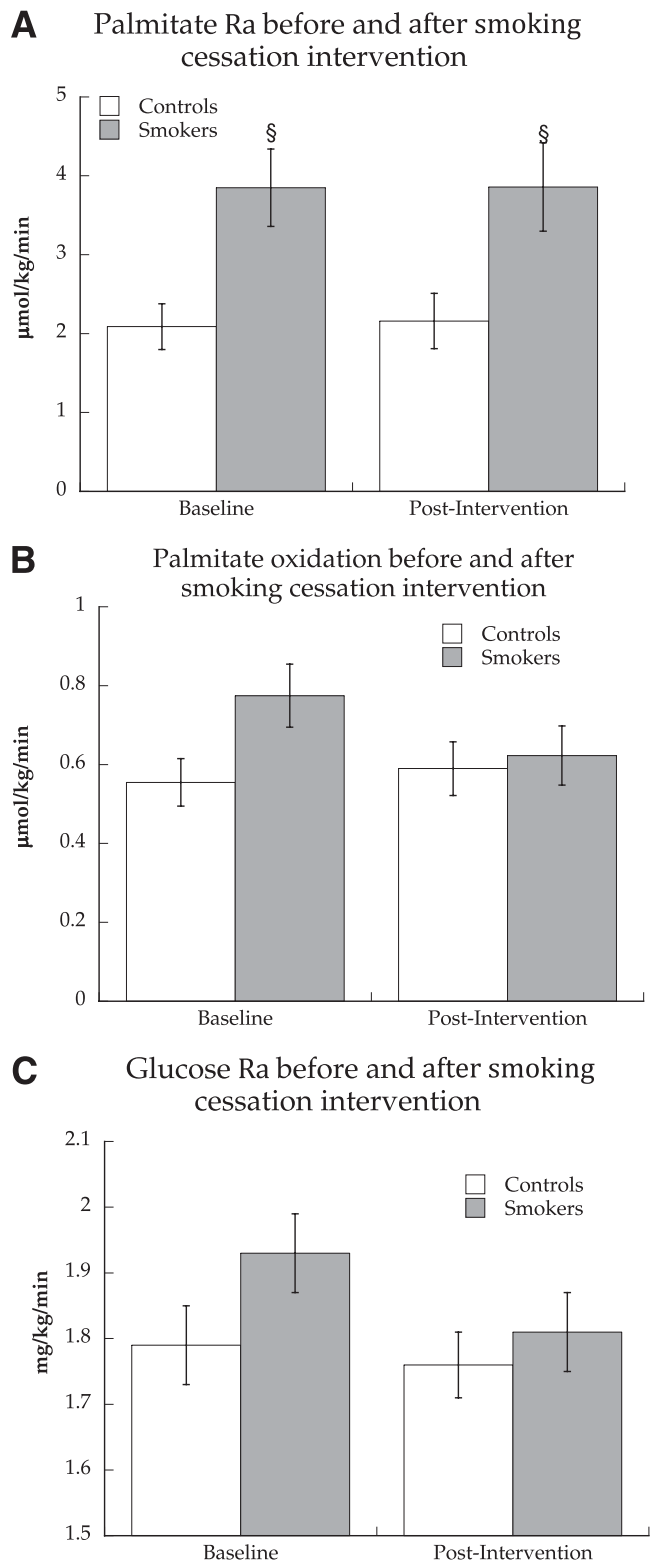 A
Palmitate Ra before and after smoking
cessation intervention
5
4
3
2
1
0
µmol/kg/min
Controls
Smokers
§
§
Baseline
Post-Intervention
B
Palmitate oxidation before and after
smoking cessation intervention
1
0.8
0.6
0.4
0.2
0
µmol/kg/min
Controls
Smokers
Baseline
Post-Intervention
C
Glucose Ra before and after smoking
cessation intervention
2.1
2
1.9
1.8
1.7
1.6
1.5
mg/kg/min
Controls
Smokers
Baseline
Post-Intervention